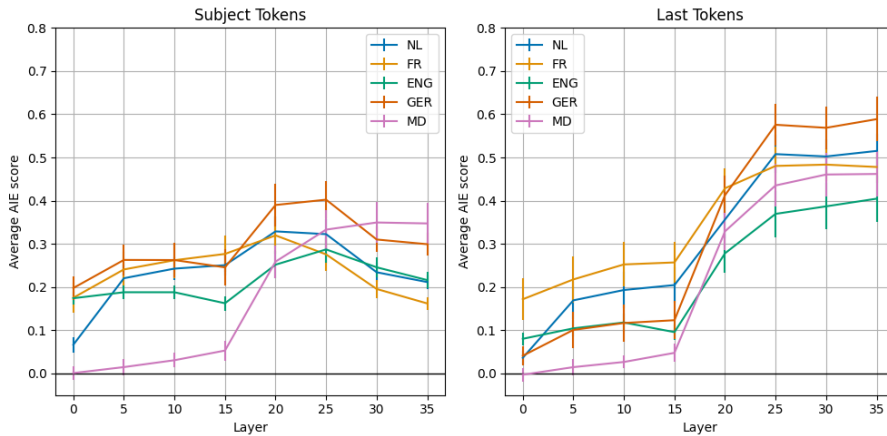 Subject Tokens
Average AIE score
0.8
0.7
0.6
0.5
0.4
0.3
0.2
0.1
0.0
NL
FR
ENG
GER
MD
0 5 10 15 20 25 30 35
Layer
Last Tokens
Average AIE score
0.8
0.7
0.6
0.5
0.4
0.3
0.2
0.1
0.0
NL
FR
ENG
GER
MD
0 5 10 15 20 25 30 35
Layer